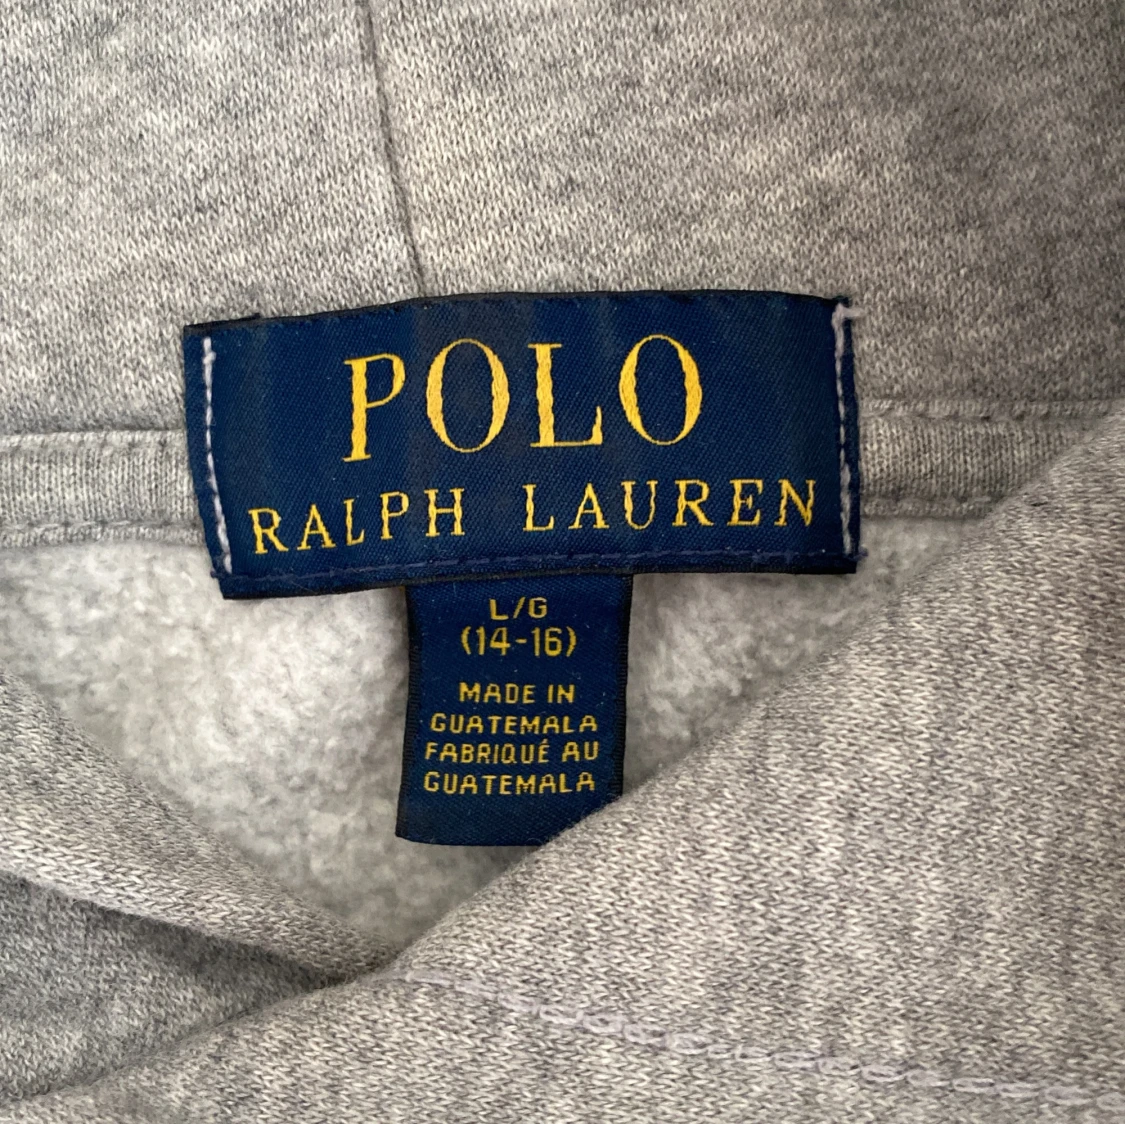 POLO
RALPH LAUREN
L/G
(14-16)
MADE IN
GUATEMALA
FABRIQUÉ AU
GUATEMALA